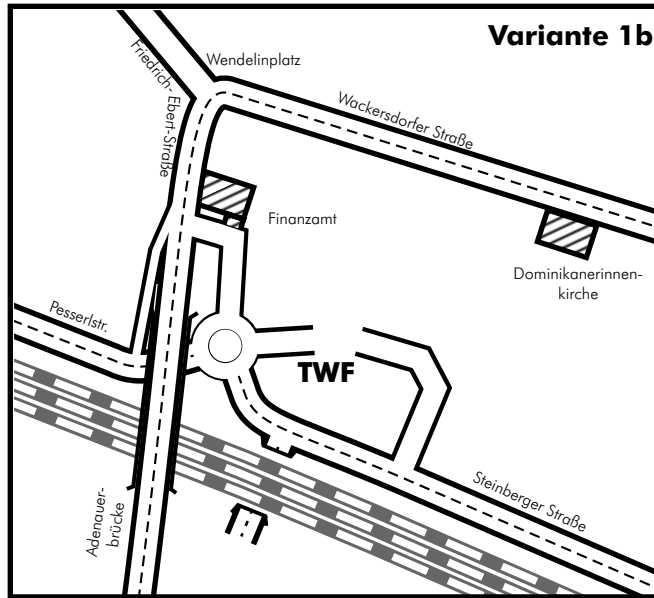 Variante 1b
Wendelinplatz
Friedrich-
Ebert-Straße
Wackersdorfer Straße
Finanzamt
Dominikanerinnen-
kirche
Pesserlstr.
TWF
Steinberger Straße
Adenauer-
brücke